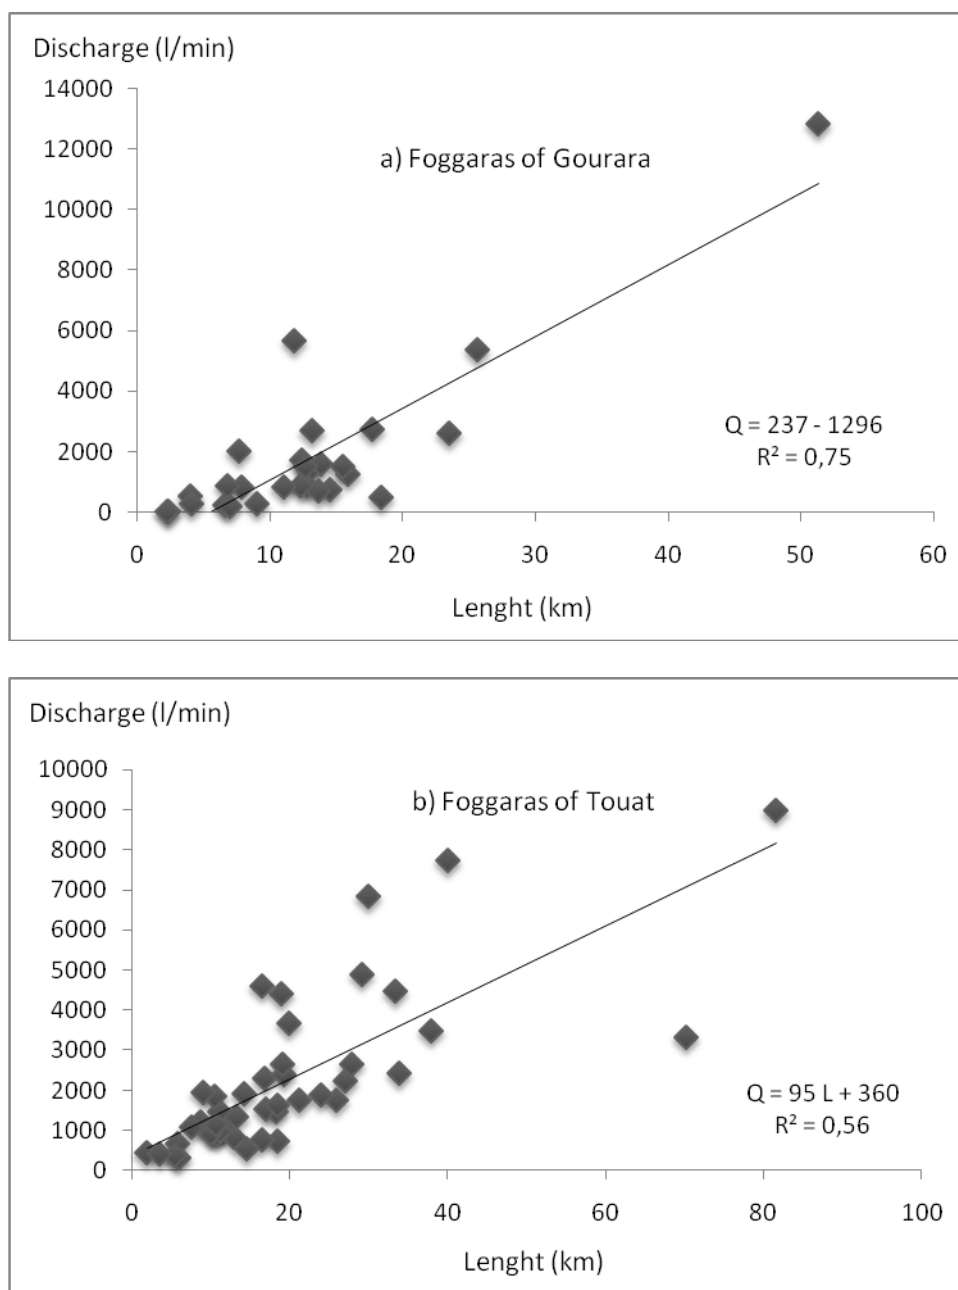 Discharge (l/min)
14000
12000
10000
8000
6000
4000
2000
0
a) Foggaras of Gourara
Q = 237 - 1296
R² = 0,75
0 10 20 30 40 50 60
Lenght (km)
Discharge (l/min)
10000
9000
8000
7000
6000
5000
4000
3000
2000
1000
0
b) Foggaras of Touat
Q = 95 L + 360
R² = 0,56
0 20 40 60 80 100
Lenght (km)